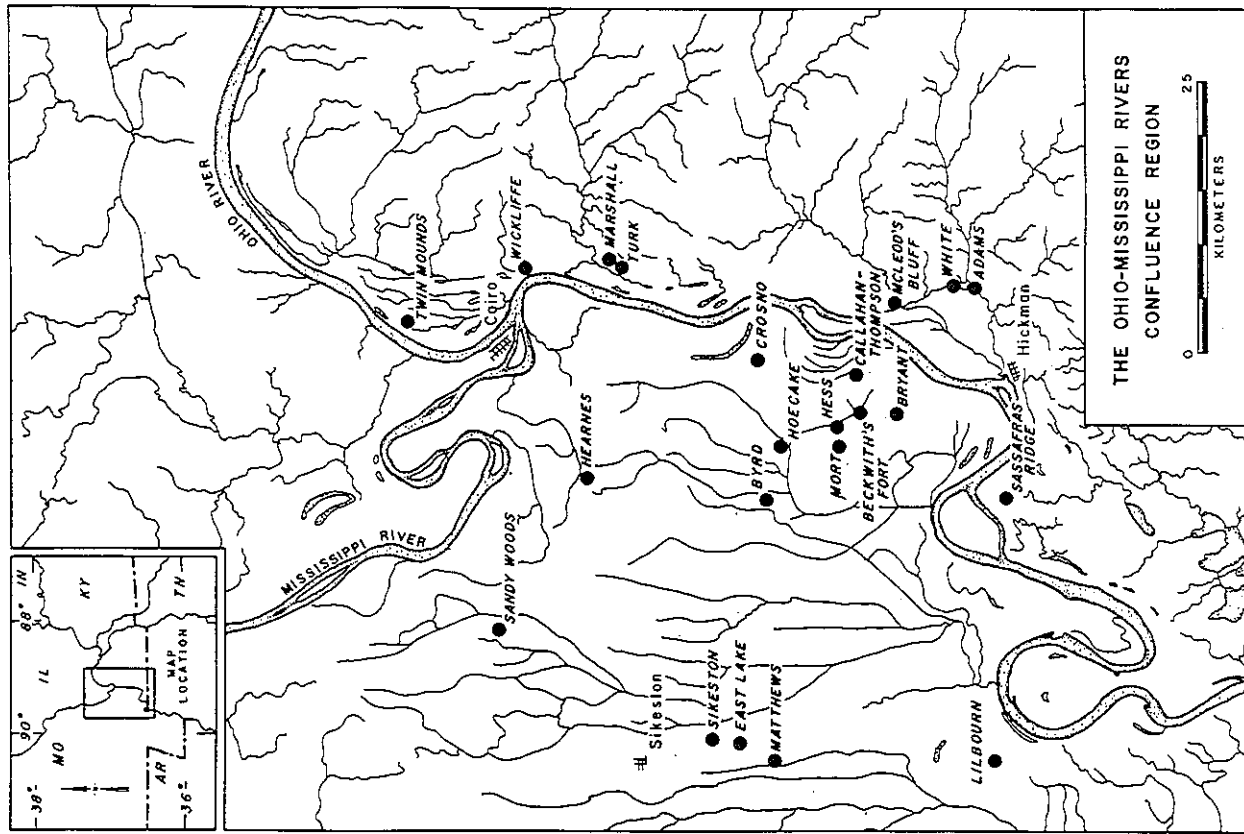 38°
MO
90°
IL
88°
IN
KY
AR
36°
TN
MAP
LOCATION
OHIO RIVER
TWIN MOUNDS
Cairo
WICKLIFFE
MARSHALL
TURK
MISSISSIPPI RIVER
SANDY WOODS
HEARNES
CROSNO
Sikeston
SIKESTON
EAST LAKE
MATTHEWS
BYRD
HOECAKE
HESS
MORT
CALLAHAN-
THOMPSON
BECKWITH'S
FORT
BRYANT
MCLEOD'S
BLUFF
WHITE
ADAMS
Hickman
SASSAFRAS
RIDGE
LILBOURN
THE OHIO-MISSISSIPPI RIVERS
CONFLUENCE REGION
0 25
KILOMETERS